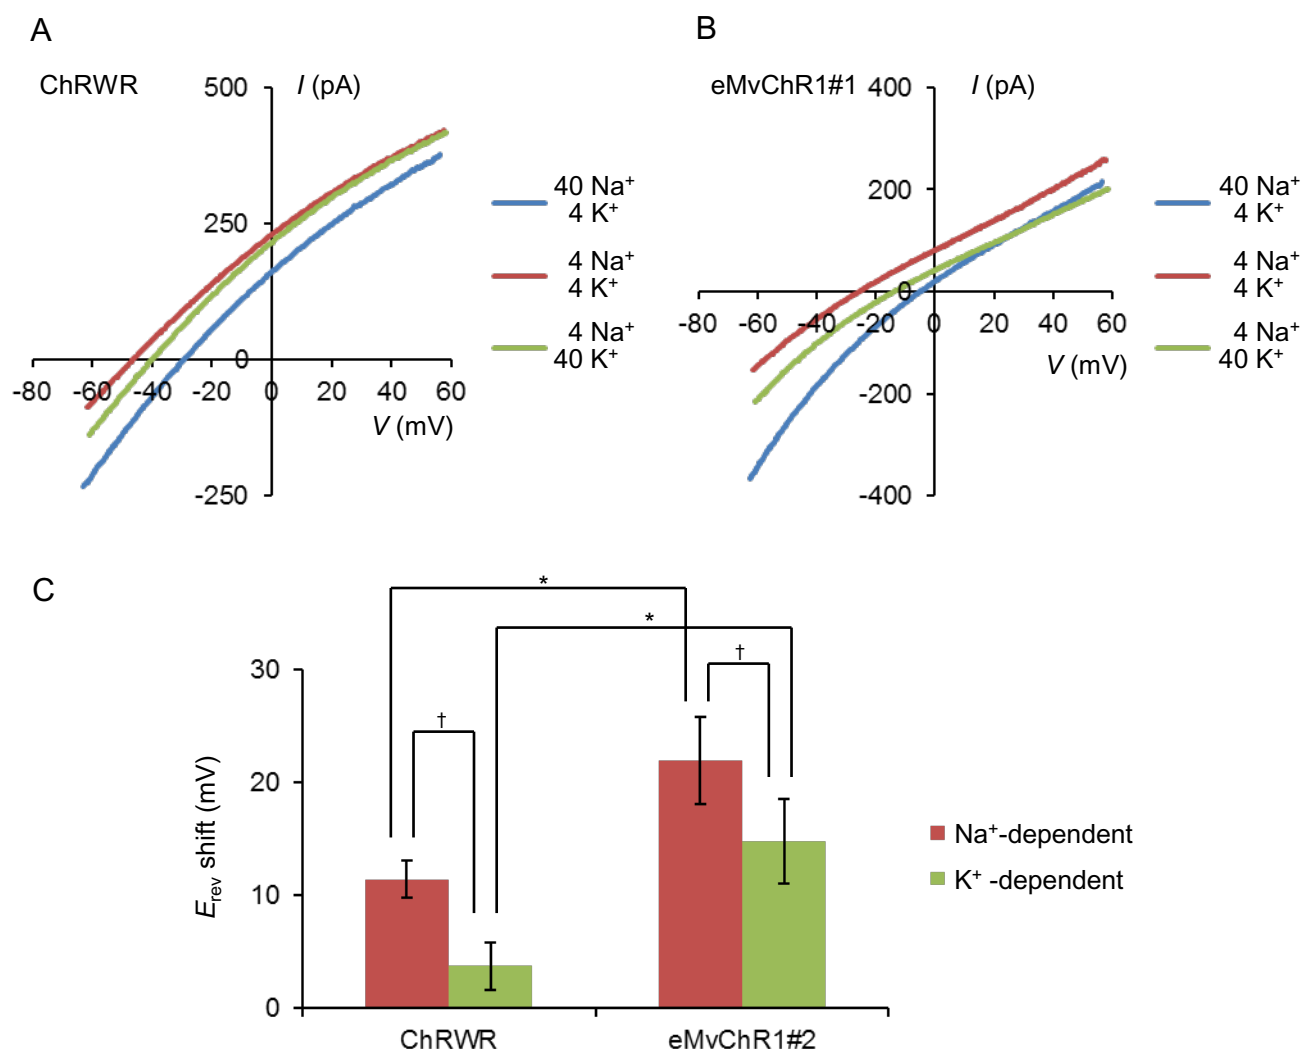 A
B
ChRWR
500
I (pA)
250
0
-250
-80 -60 -40 -20 0 20 40 60
V (mV)
40 Na⁺
4 K⁺
4 Na⁺
4 K⁺
4 Na⁺
40 K⁺
eMvChR1#1
400
I (pA)
200
0
-200
-400
-80 -60 -40 -20 0 20 40 60
V (mV)
40 Na⁺
4 K⁺
4 Na⁺
4 K⁺
4 Na⁺
40 K⁺
C
*
*
†
†
30
20
10
0
Erev shift (mV)
ChRWR
eMvChR1#2
Na⁺-dependent
K⁺ -dependent